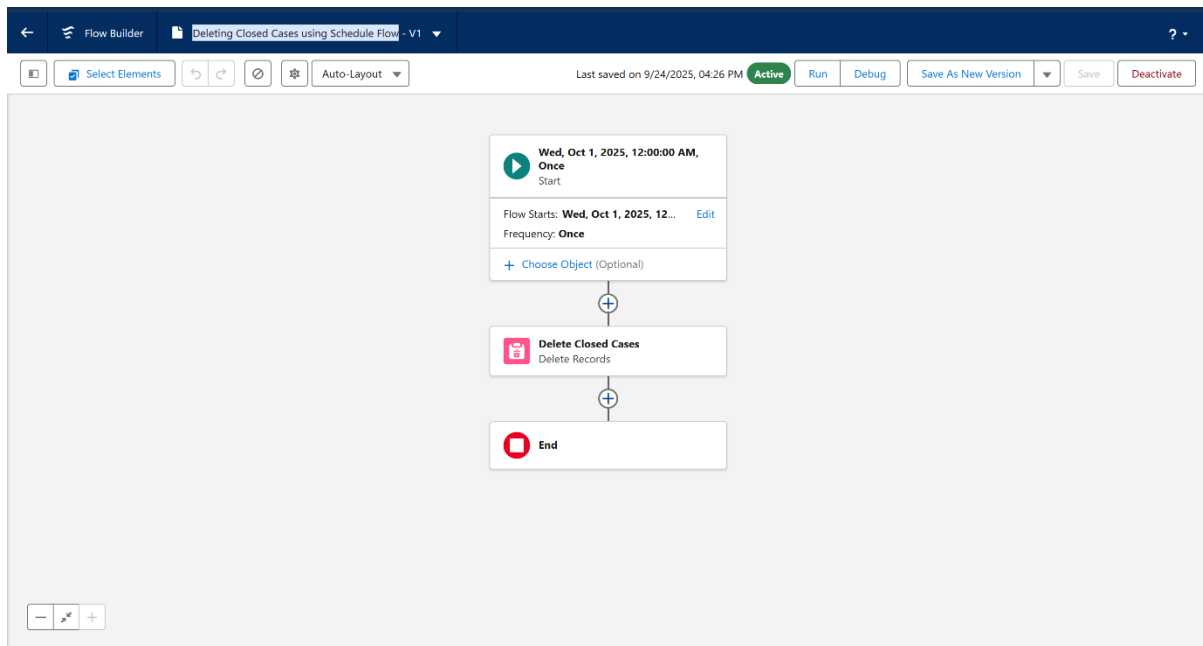 Flow Builder
Deleting Closed Cases using Schedule Flow - V1
?
Select Elements
Auto-Layout
Last saved on 9/24/2025, 04:26 PM
Active
Run
Debug
Save As New Version
Save
Deactivate
Wed, Oct 1, 2025, 12:00:00 AM,
Once
Start
Flow Starts: Wed, Oct 1, 2025, 12... Edit
Frequency: Once
+ Choose Object (Optional)
Delete Closed Cases
Delete Records
End